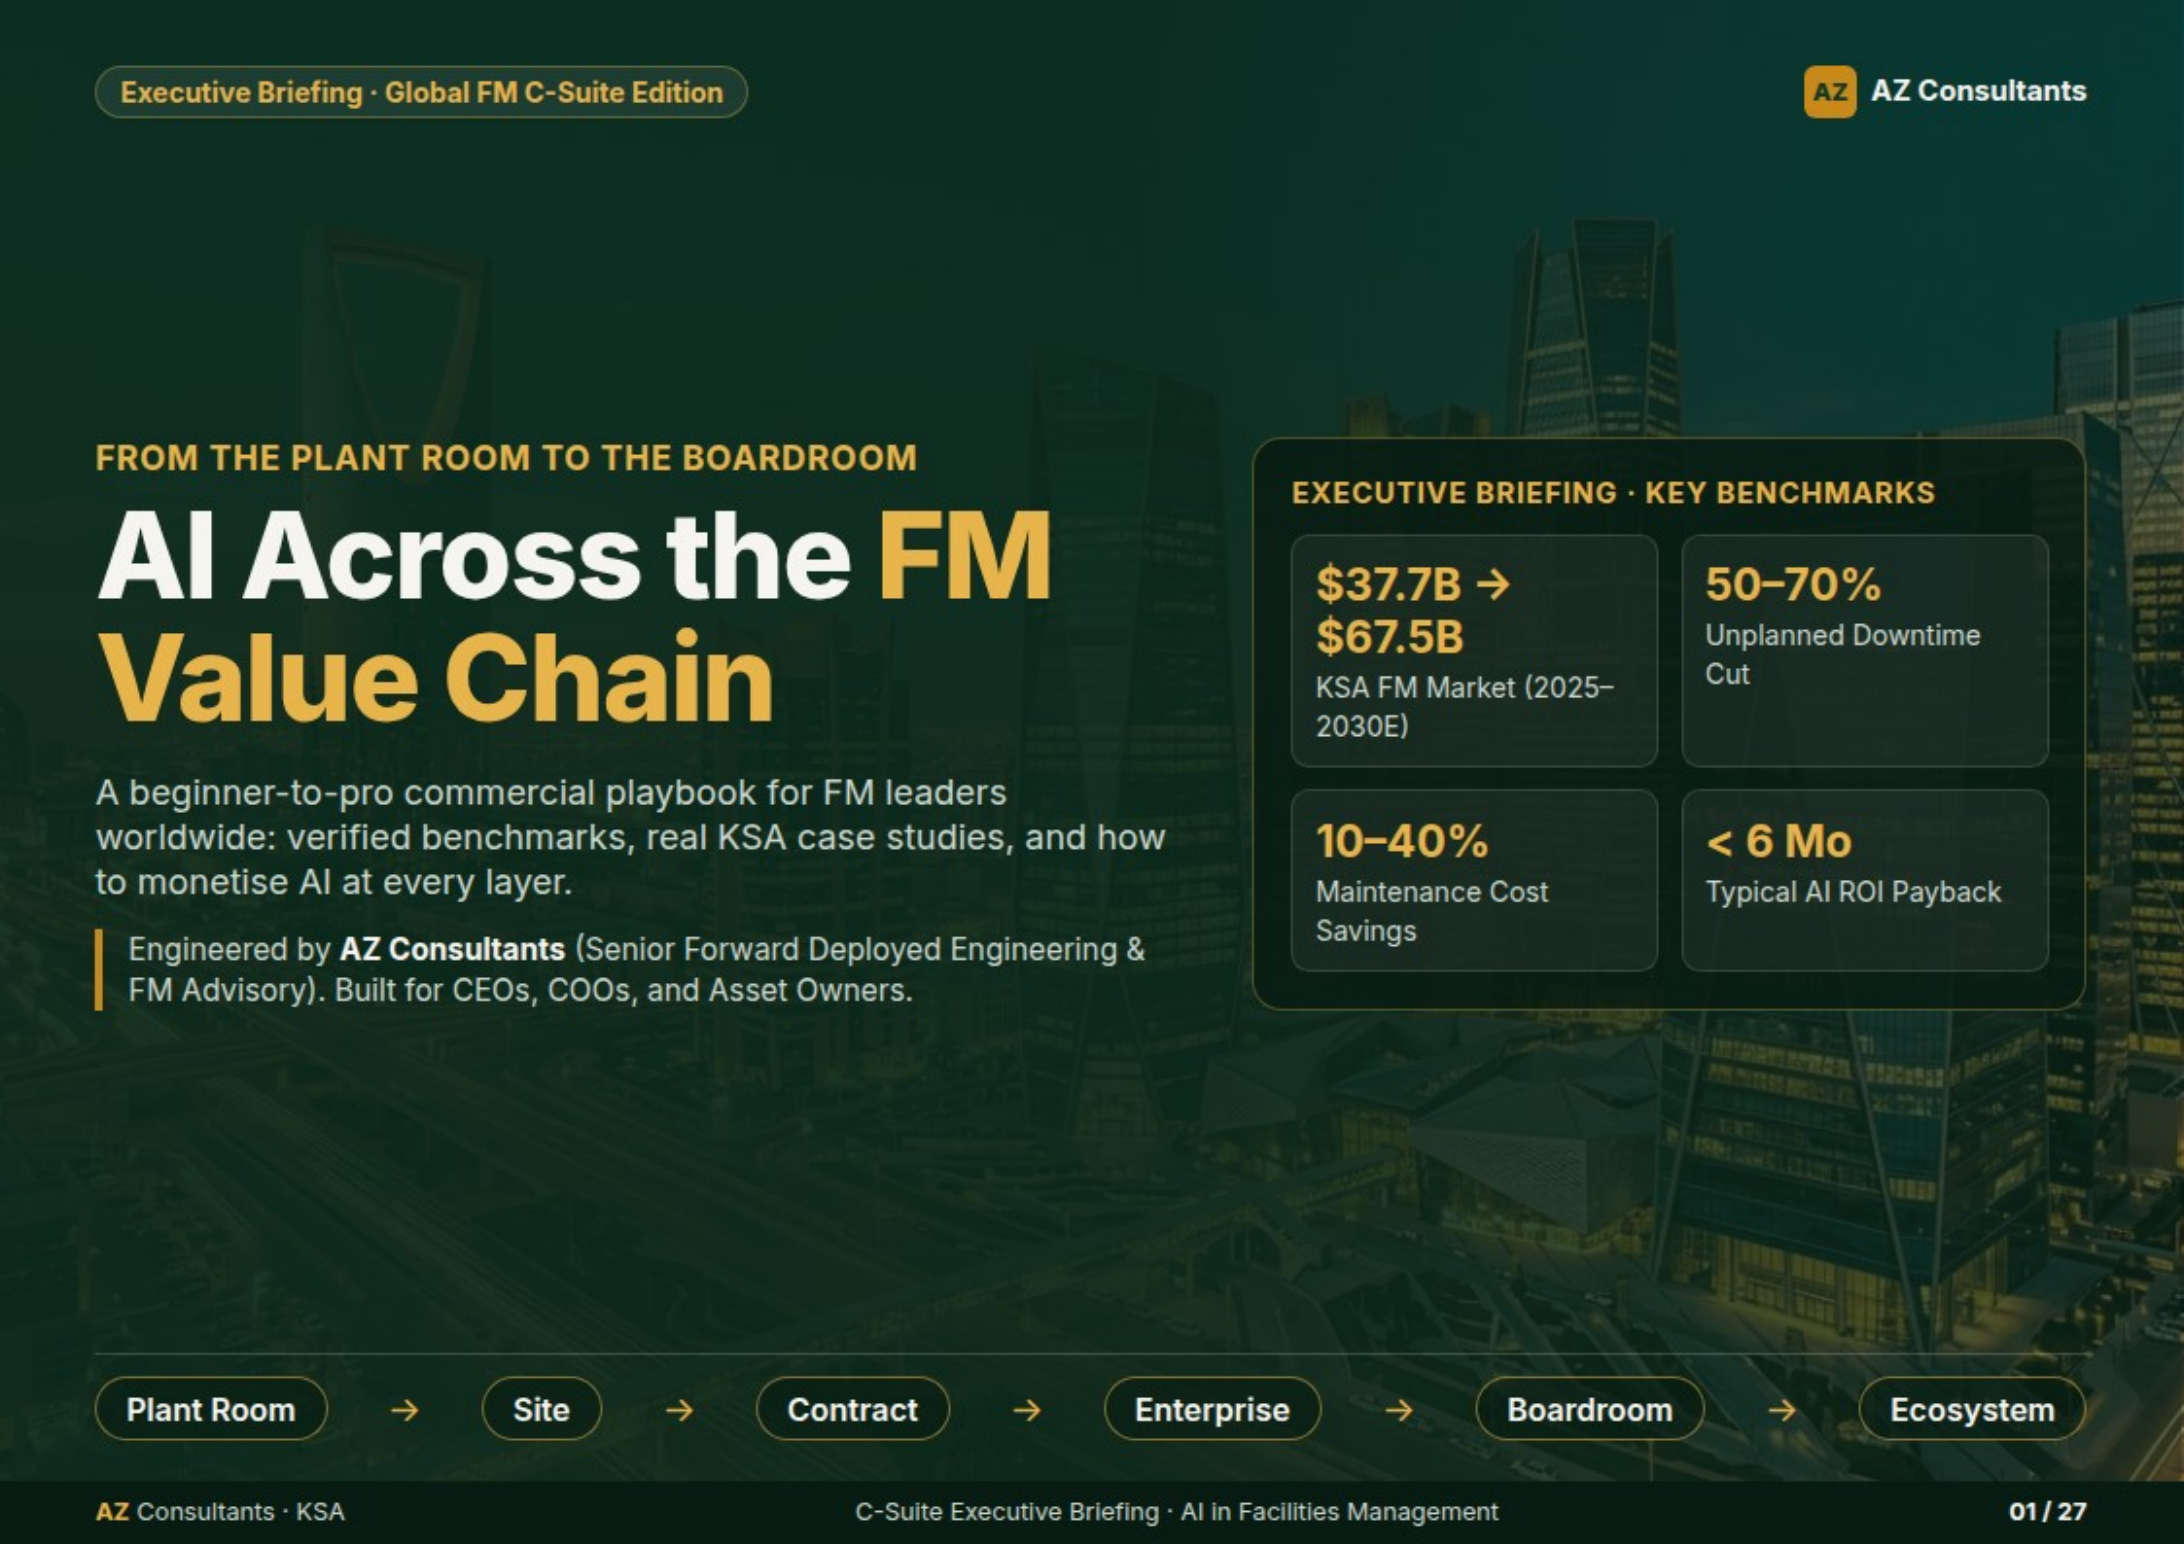 Executive Briefing · Global FM C-Suite Edition
AZ AZ Consultants
FROM THE PLANT ROOM TO THE BOARDROOM
AI Across the FM
Value Chain
A beginner-to-pro commercial playbook for FM leaders
worldwide: verified benchmarks, real KSA case studies, and how
to monetise AI at every layer.
Engineered by AZ Consultants (Senior Forward Deployed Engineering &
FM Advisory). Built for CEOs, COOs, and Asset Owners.
EXECUTIVE BRIEFING · KEY BENCHMARKS
$37.7B →
$67.5B
KSA FM Market (2025–
2030E)
50–70%
Unplanned Downtime
Cut
10–40%
Maintenance Cost
Savings
< 6 Mo
Typical AI ROI Payback
Plant Room → Site → Contract → Enterprise → Boardroom → Ecosystem
AZ Consultants · KSA
C-Suite Executive Briefing · AI in Facilities Management
01 / 27